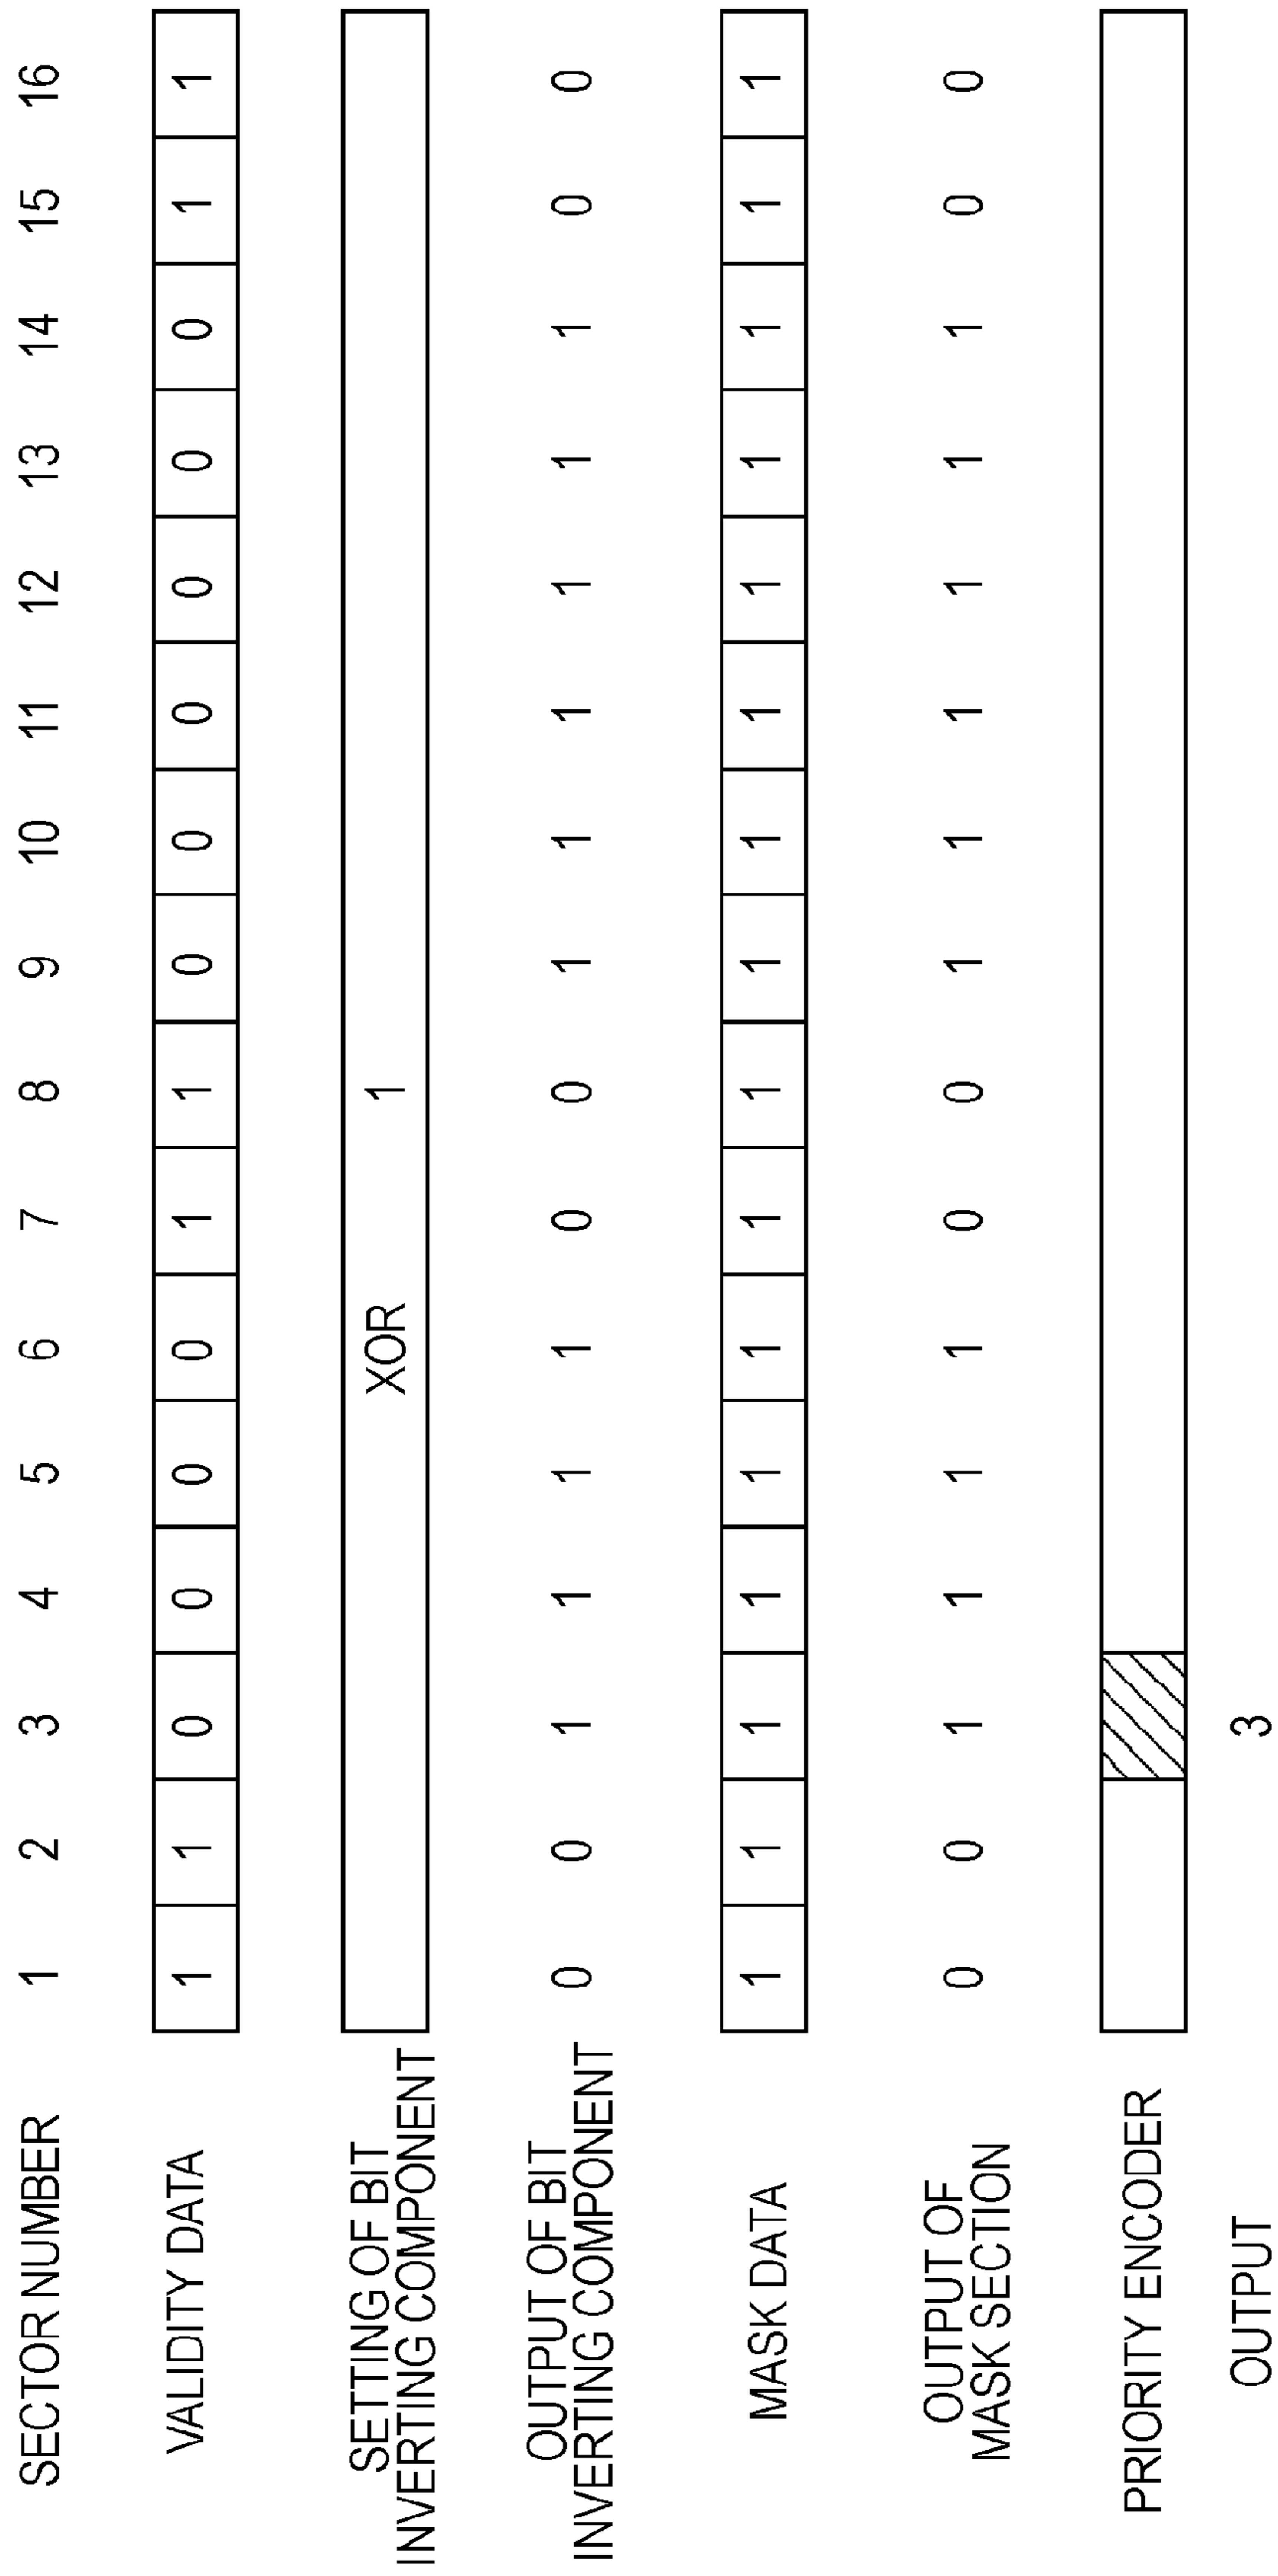 SECTOR NUMBER 1 2 3 4 5 6 7 8 9 10 11 12 13 14 15 16
VALIDITY DATA 1 1 0 0 0 0 1 1 0 0 0 0 0 0 1 1
SETTING OF BIT
INVERTING COMPONENT XOR 1
OUTPUT OF BIT
INVERTING COMPONENT 0 0 1 1 1 1 0 0 1 1 1 1 1 1 0 0
MASK DATA 1 1 1 1 1 1 1 1 1 1 1 1 1 1 1 1
OUTPUT OF
MASK SECTION 0 0 1 1 1 1 0 0 1 1 1 1 1 1 0 0
PRIORITY ENCODER
OUTPUT 3